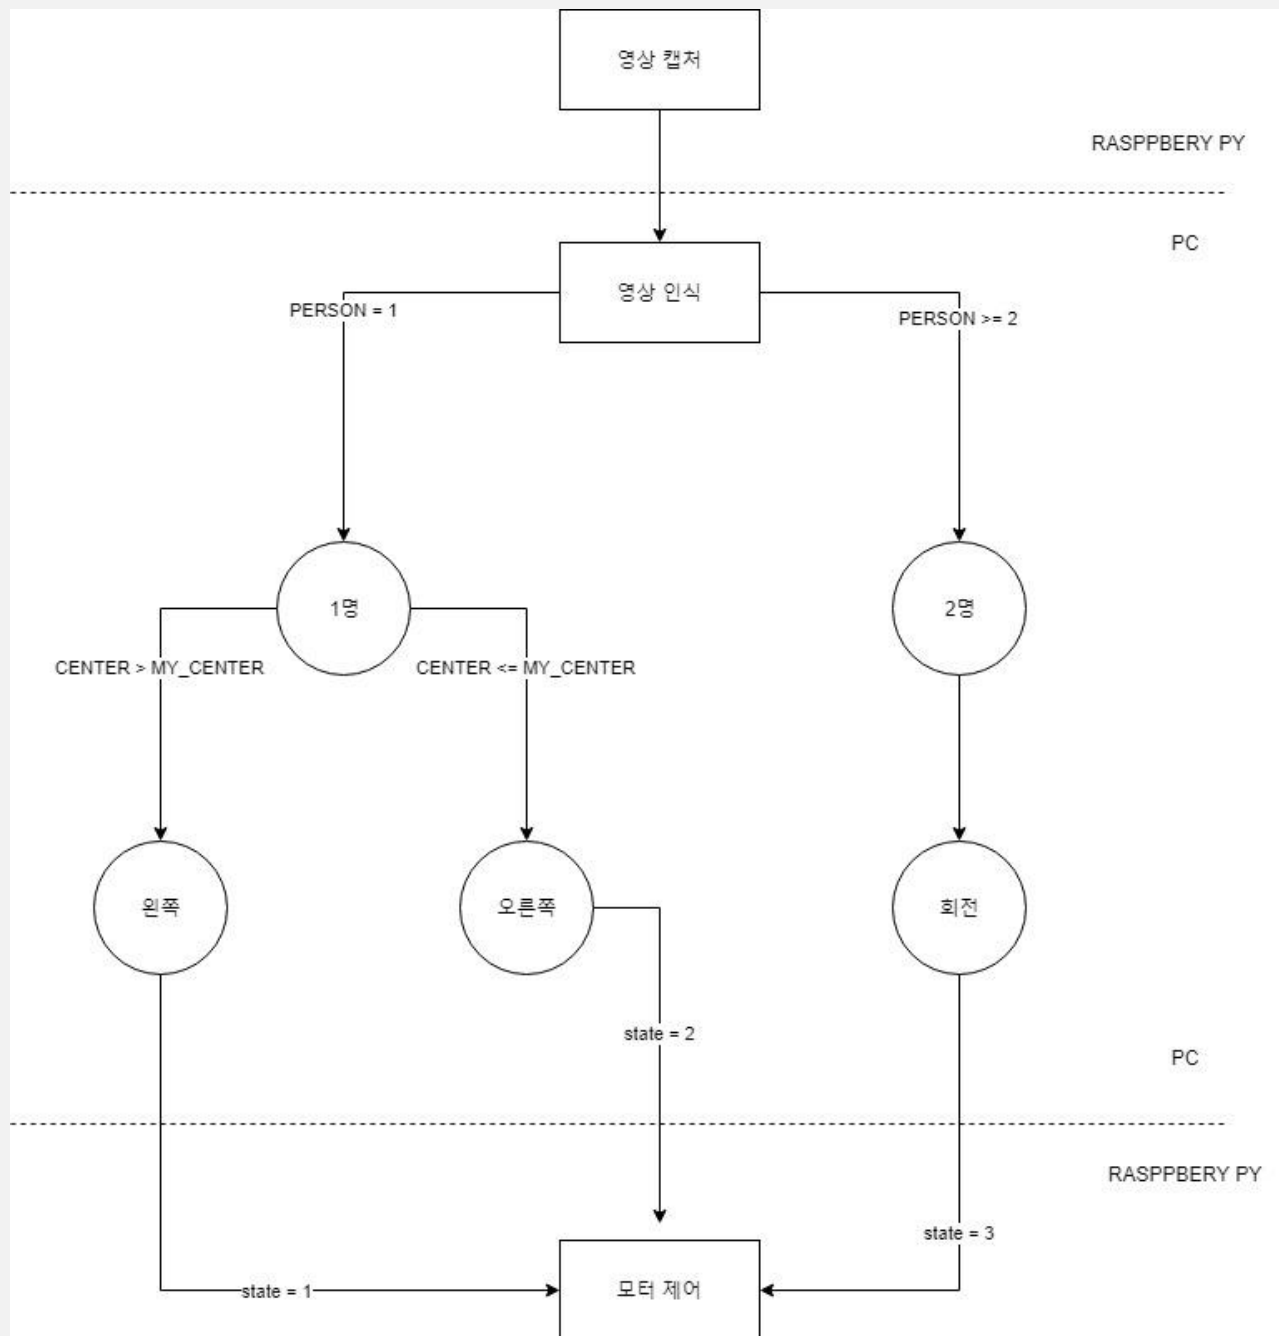 영상 캡처
RASPPBERY PY
PC
영상 인식
PERSON = 1
PERSON >= 2
1명
2명
CENTER > MY_CENTER
CENTER <= MY_CENTER
왼쪽
오른쪽
회전
state = 2
PC
RASPPBERY PY
state = 3
state = 1
모터 제어